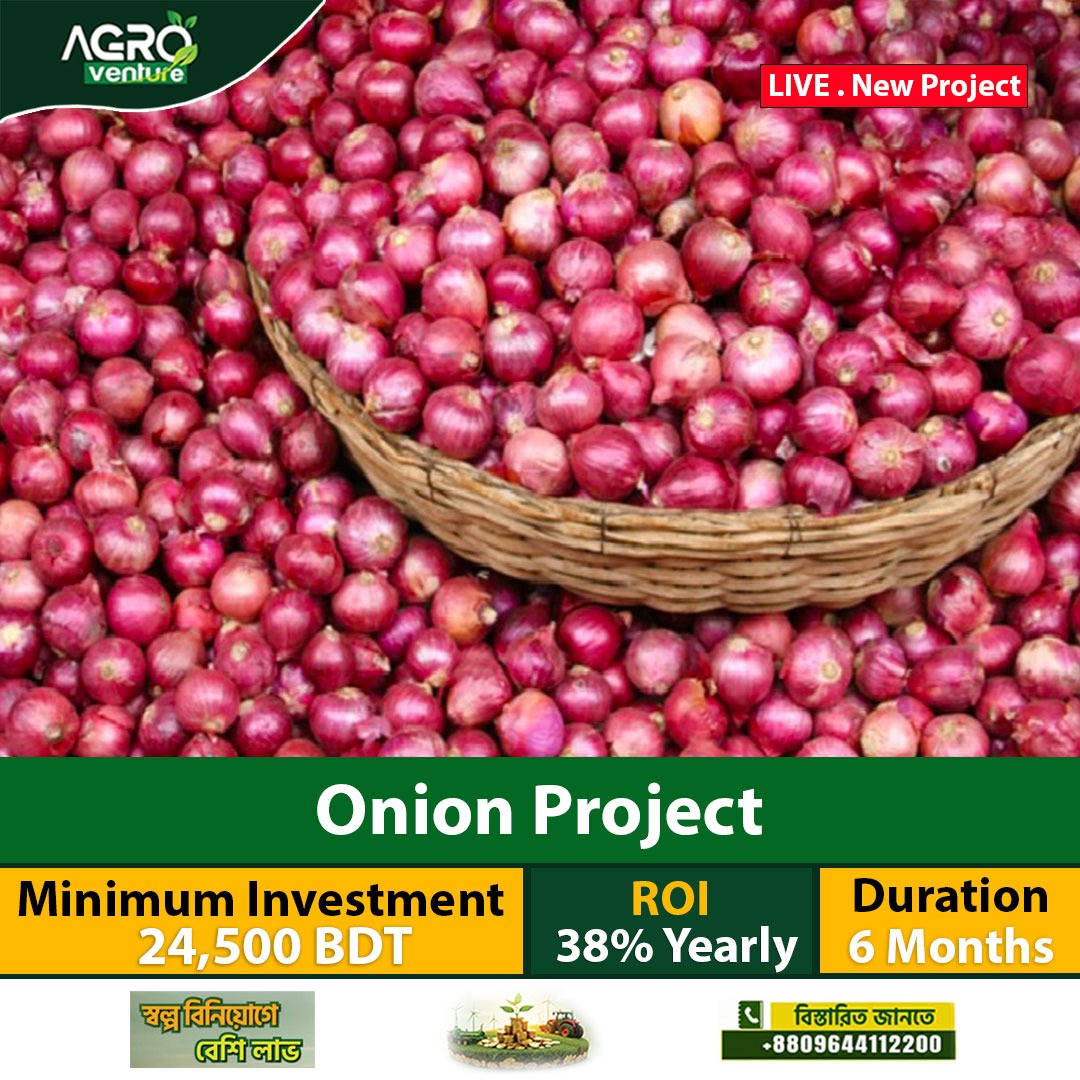 AGRO
venture
LIVE . New Project
Onion Project
Minimum Investment
24,500 BDT
ROI
38% Yearly
Duration
6 Months
স্বল্প বিনিয়োগে
বেশি লাভ
বিস্তারিত জানতে
+8809644112200